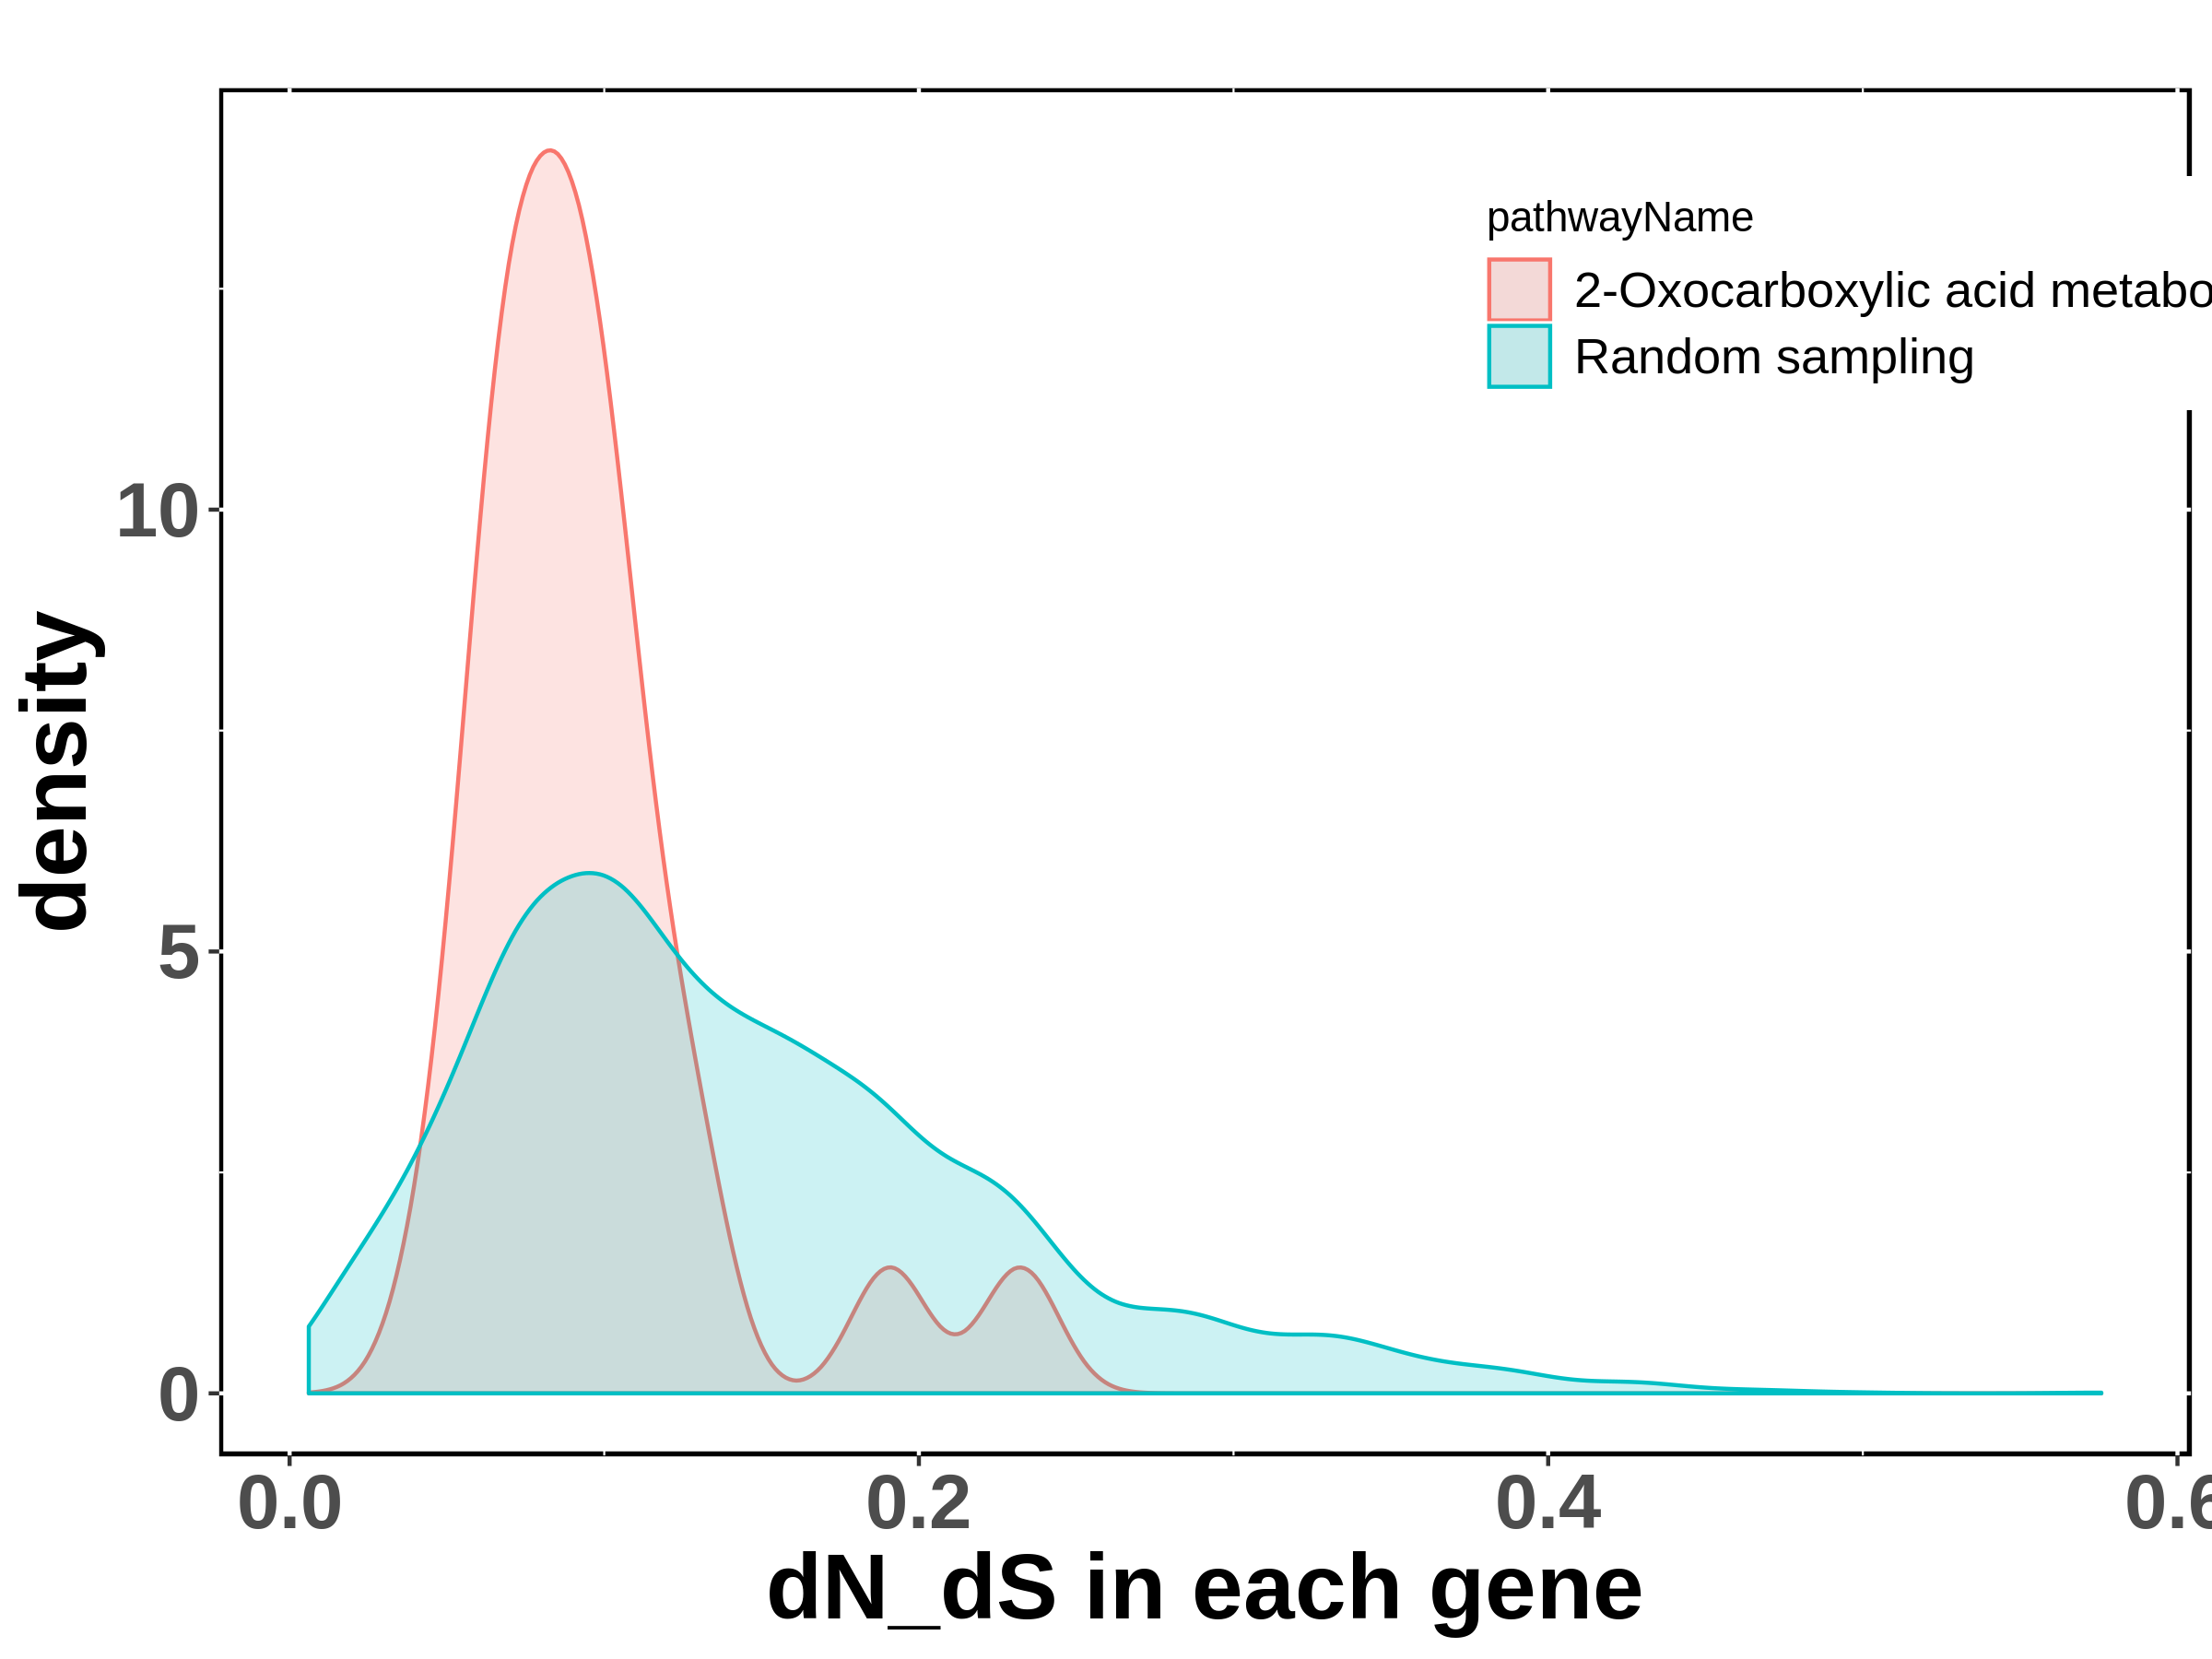 pathwayName
2-Oxocarboxylic acid metabo
Random sampling
10
5
0
density
0.0 0.2 0.4 0.6
dN_dS in each gene